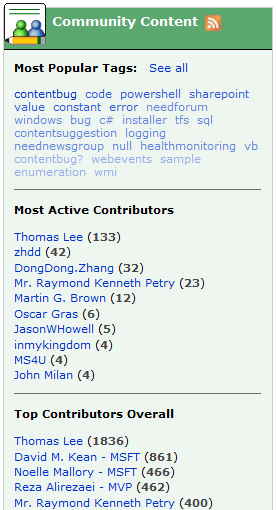 Community Content
Most Popular Tags: See all
contentbug code powershell sharepoint
value constant error needforum
windows bug c# installer tfs sql
contentsuggestion logging
neednewsgroup null healthmonitoring vb
contentbug? webevents sample
enumeration wmi
Most Active Contributors
Thomas Lee (133)
zhdd (42)
DongDong.Zhang (32)
Mr. Raymond Kenneth Petry (23)
Martin G. Brown (12)
Oscar Gras (6)
JasonWHowell (5)
inmykingdom (4)
MS4U (4)
John Milan (4)
Top Contributors Overall
Thomas Lee (1836)
David M. Kean - MSFT (861)
Noelle Mallory - MSFT (466)
Reza Alirezaei - MVP (462)
Mr. Raymond Kenneth Petry (400)